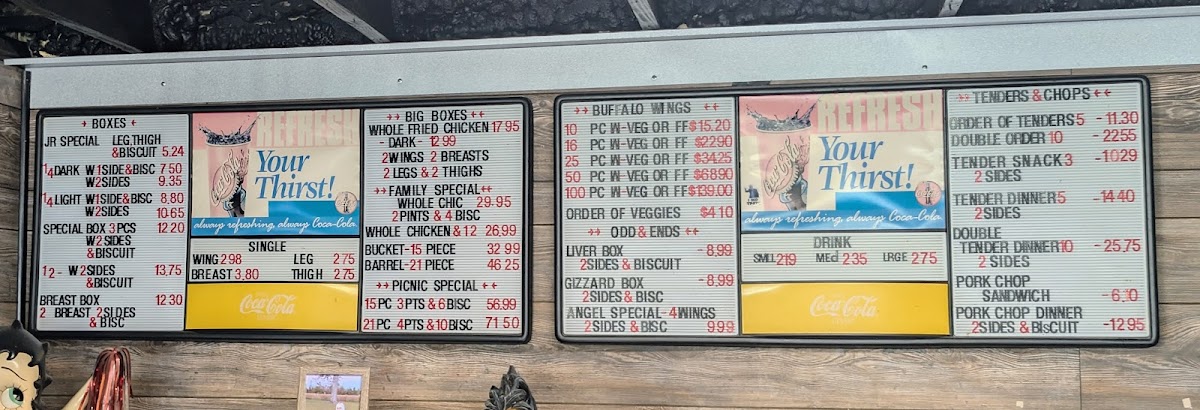 BOXES
JR SPECIAL LEG,THIGH
&BISCUIT 5.24
1/4DARK W1SIDE&BISC 7.50
W2SIDES 9.35
1/4LIGHT W1SIDE&BISC 8.80
W2SIDES 10.65
SPECIAL BOX 3PCS 12.20
W2 SIDES
&BISCUIT
1/2- W2SIDES 13.75
&BISCUIT
BREAST BOX 12.30
2 BREAST 2SIDES
& BISC
REFRESH
Your
Thirst!
always refreshing, always Coca-Cola.
SINGLE
WING 2.98 LEG 2.75
BREAST 3.80 THIGH 2.75
Coca-Cola
BIG BOXES
WHOLE FRIED CHICKEN 17.95
- DARK- 12.99
2WINGS 2 BREASTS
2 LEGS & 2 THIGHS
FAMILY SPECIAL
WHOLE CHIC 29.95
2PINTS & 4 BISC
WHOLE CHICKEN & 12 26,99
BUCKET-15 PIECE 32 99
BARREL-21 PIECE 46 25
PICNIC SPECIAL
15PC 3PTS & 6BISC 56.99
21PC 4PTS &10BISC 71 50
BUFFALO WINGS
10 PC W-VEG OR FF $15.20
16 PC W-VEG OR FF $22.90
25 PC W-VEG OR FF $34.25
50 PC W-VEG OR FF $68.90
100 PC W-VEG OR FF $139.00
ORDER OF VEGGIES $4.10
ODD & ENDS
LIVER BOX -8,99
2SIDES & BISCUIT
GIZZARD BOX -8.99
2SIDES & BISC
ANGEL SPECIAL-4WINGS
2SIDES & BISC 9.99
REFRESH
Your
Thirst!
always refreshing, always Coca-Cola.
DRINK
SMLL 2.19 MEd 2.35 LRGE 2.75
Coca-Cola
TENDERS & CHOPS
ORDER OF TENDERS 5 -11.30
DOUBLE ORDER 10 -22.55
TENDER SNACK 3 -10.29
2 SIDES
TENDER DINNER 5 -14.40
2SIDES
DOUBLE
TENDER DINNER 10 -25.75
2 SIDES
PORK CHOP
SANDWICH
PORK CHOP DINNER
2SIDES & BISCUIT -12.95